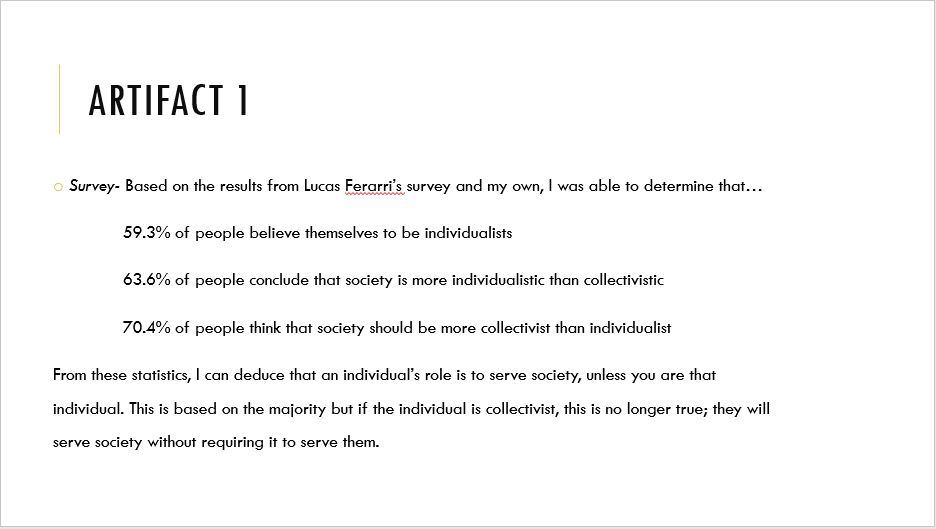 ARTIFACT 1
Survey- Based on the results from Lucas Ferarri's survey and my own, I was able to determine that…
59.3% of people believe themselves to be individualists
63.6% of people conclude that society is more individualistic than collectivistic
70.4% of people think that society should be more collectivist than individualist
From these statistics, I can deduce that an individual's role is to serve society, unless you are that
individual. This is based on the majority but if the individual is collectivist, this is no longer true; they will
serve society without requiring it to serve them.